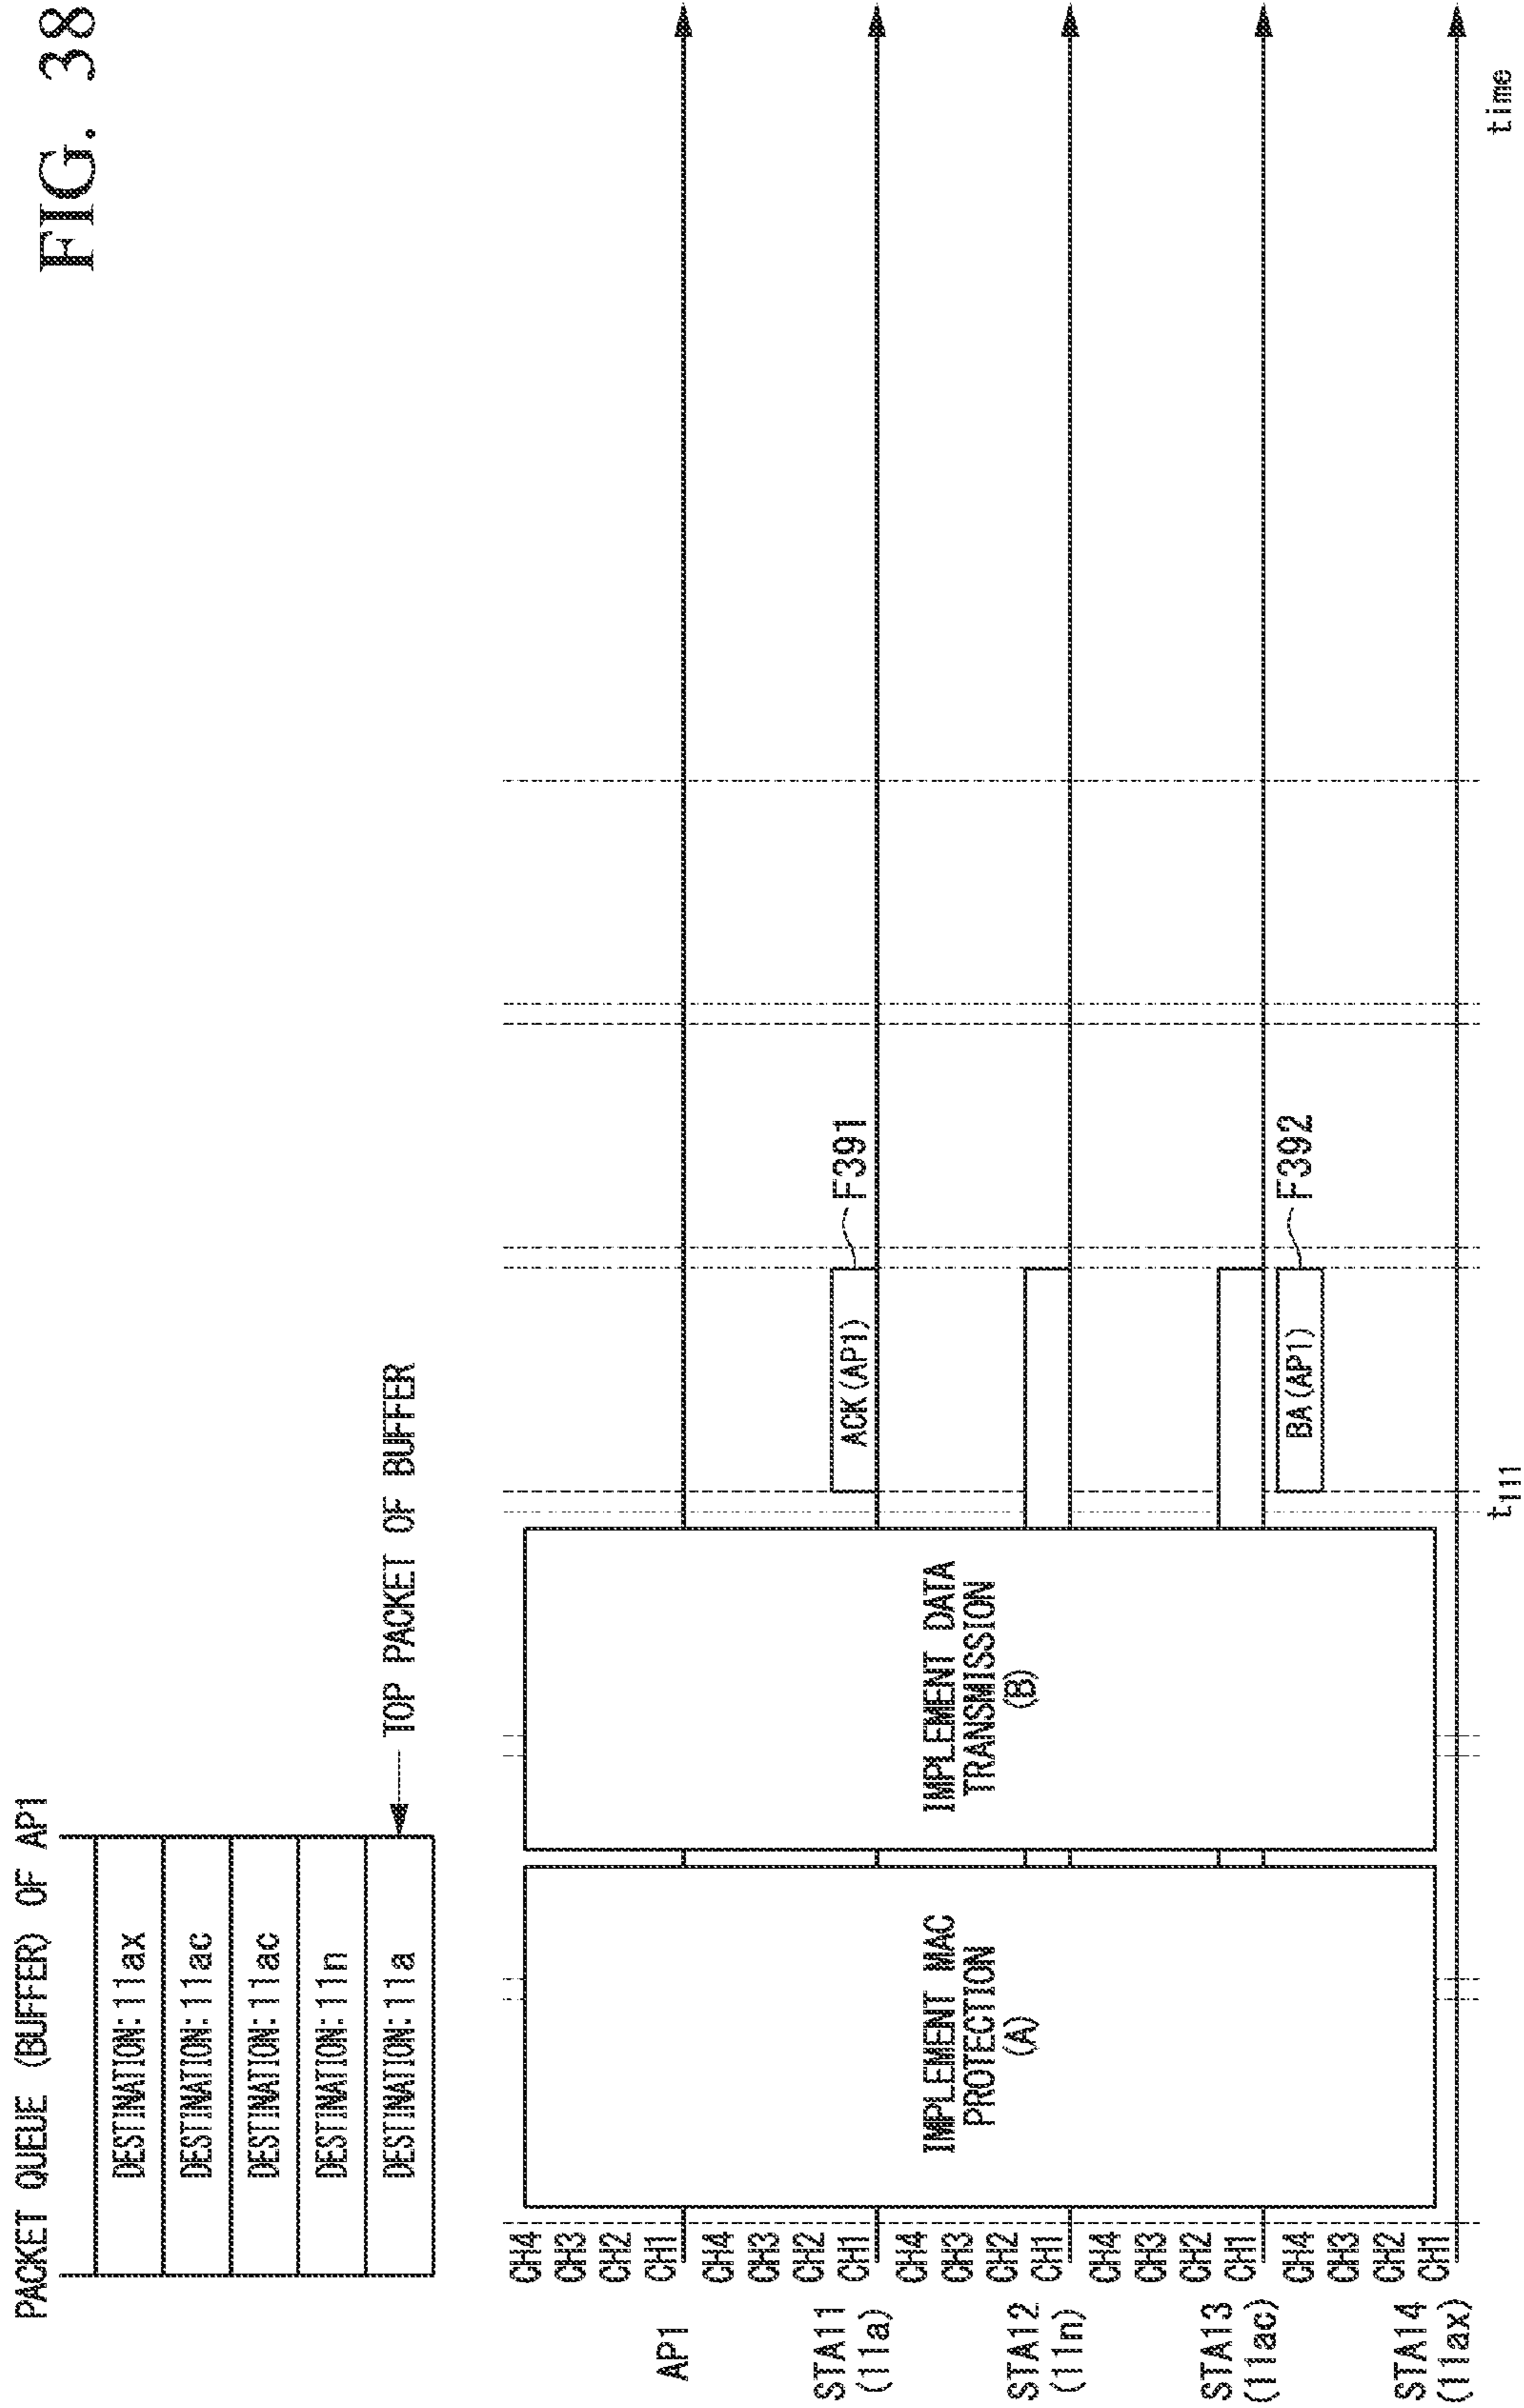 FIG. 38
PACKET QUEUE (BUFFER) OF AP1
DESTINATION:11ax
DESTINATION:11ac
DESTINATION:11ac
DESTINATION:11n
DESTINATION:11a
TOP PACKET OF BUFFER
AP1
CH4
CH3
CH2
CH1
STA11
(11a)
CH4
CH3
CH2
CH1
STA12
(11n)
CH4
CH3
CH2
CH1
STA13
(11ac)
CH4
CH3
CH2
CH1
STA14
(11ax)
CH4
CH3
CH2
CH1
IMPLEMENT MAC
PROTECTION
(A)
IMPLEMENT DATA
TRANSMISSION
(B)
ACK(AP1)
F391
BA(AP1)
F392
t111
time